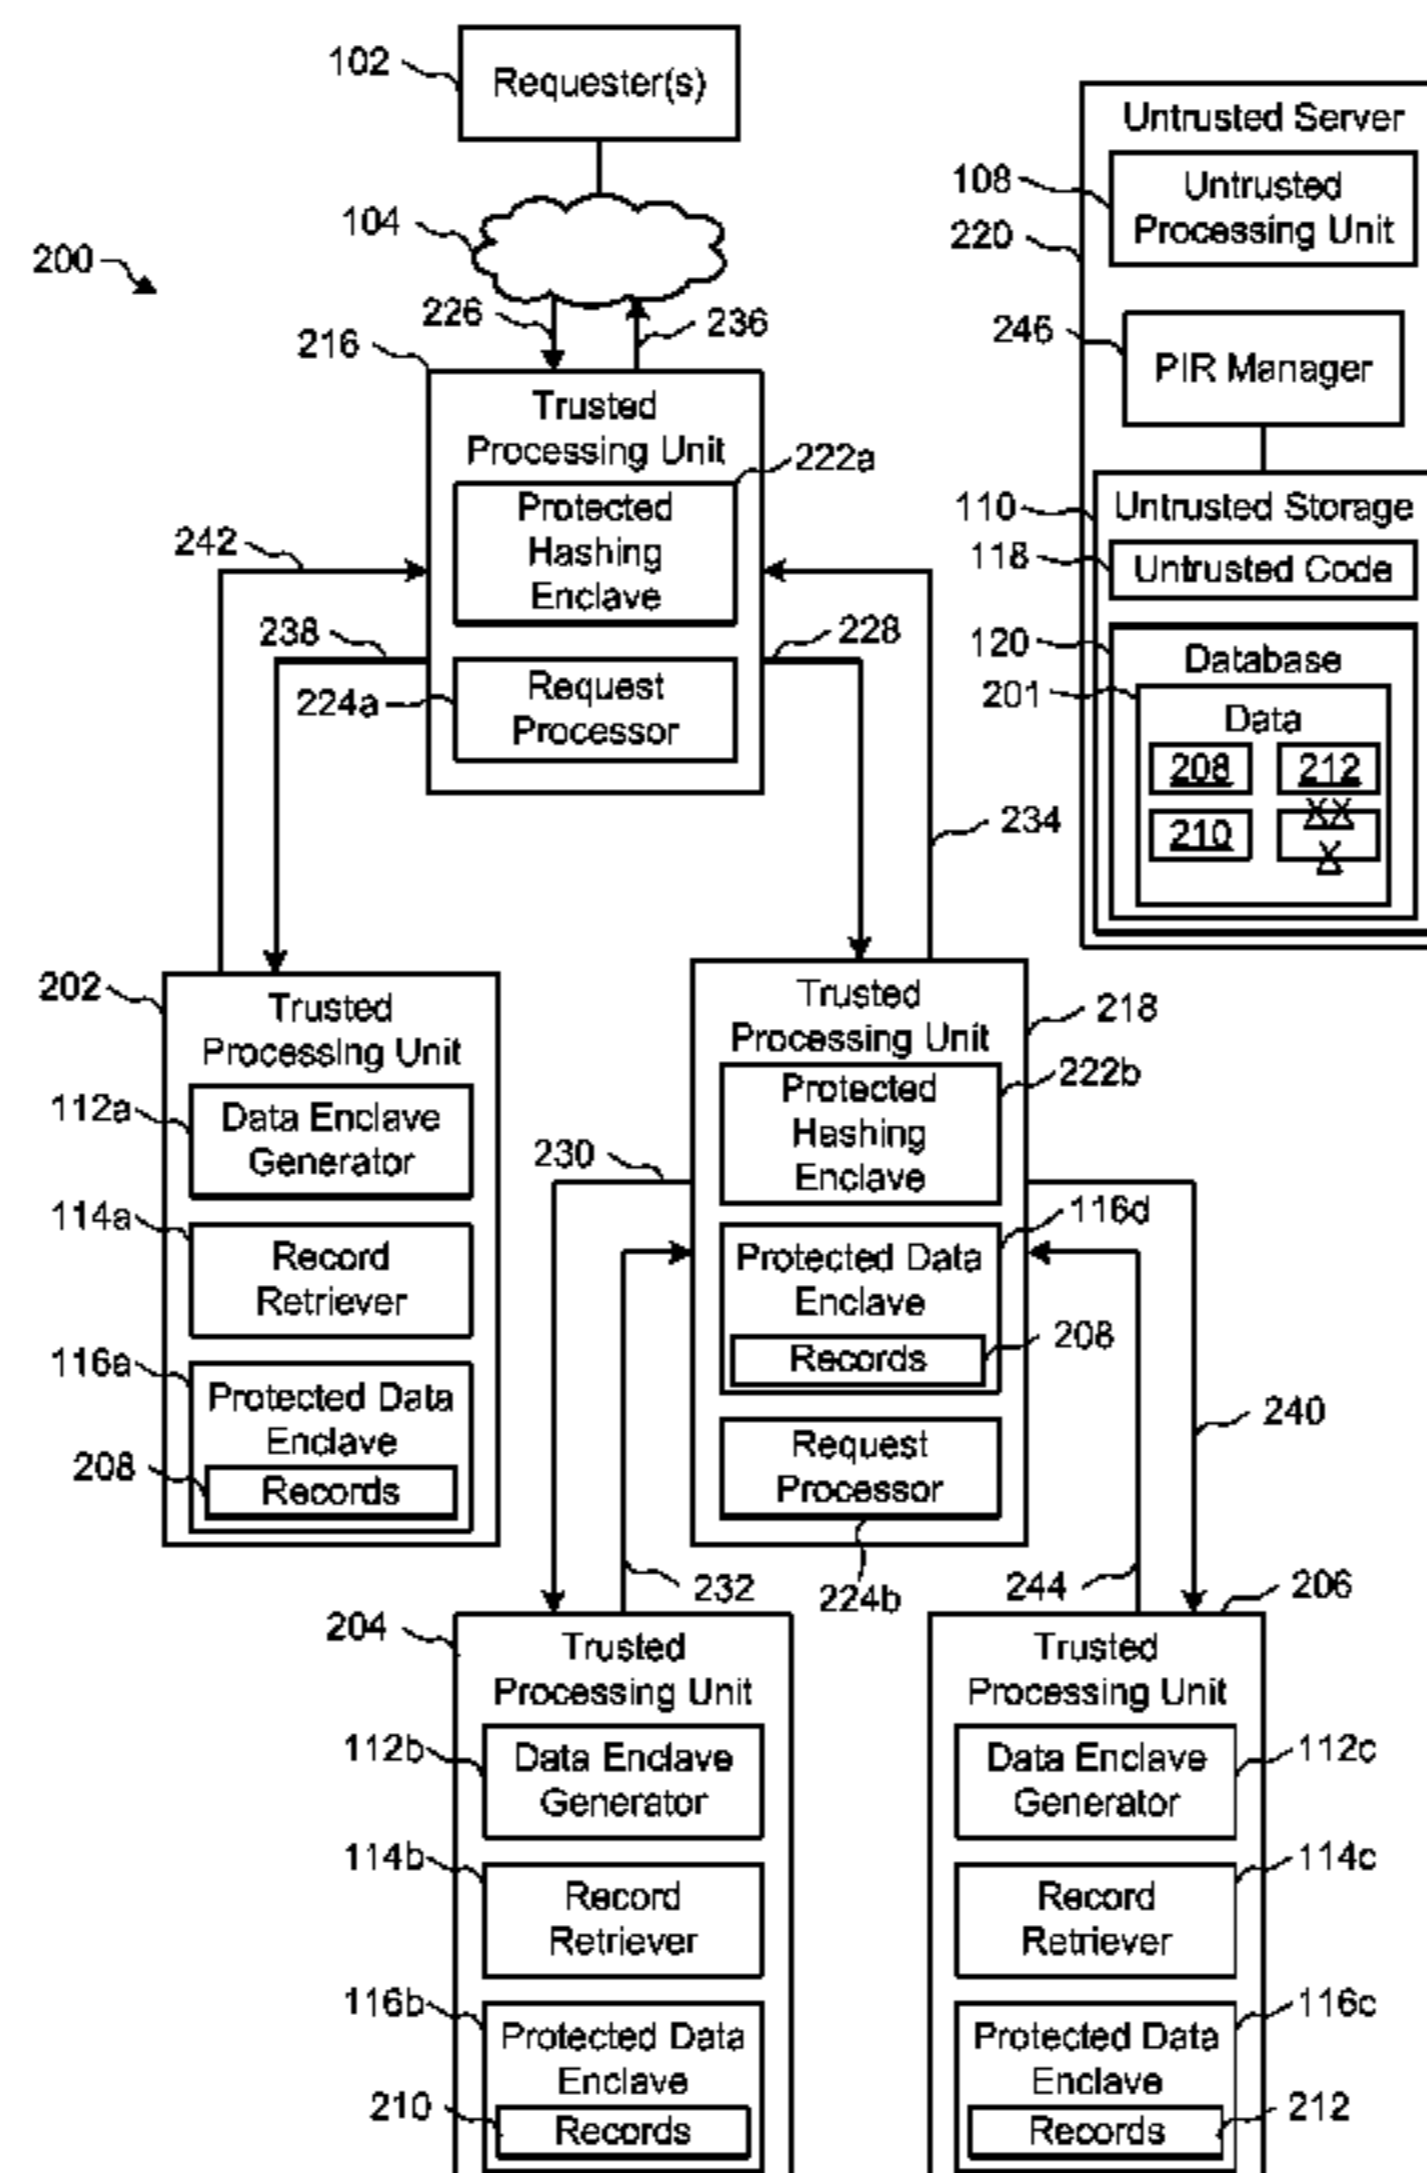 102
Requester(s)
104
200
226
236
216
Trusted
Processing Unit
222a
Protected
Hashing
Enclave
242
238
228
224a
Request
Processor
234
Untrusted Server
108
Untrusted
Processing Unit
220
246
PIR Manager
110
Untrusted Storage
118
Untrusted Code
120
Database
201
Data
208
212
210
XX
X
202
Trusted
Processing Unit
112a
Data Enclave
Generator
114a
Record
Retriever
116a
Protected Data
Enclave
208
Records
218
Trusted
Processing Unit
222b
Protected
Hashing
Enclave
230
116d
Protected Data
Enclave
208
Records
240
Request
Processor
232
224b
244
206
204
Trusted
Processing Unit
112b
Data Enclave
Generator
114b
Record
Retriever
116b
Protected Data
Enclave
210
Records
Trusted
Processing Unit
112c
Data Enclave
Generator
114c
Record
Retriever
116c
Protected Data
Enclave
212
Records